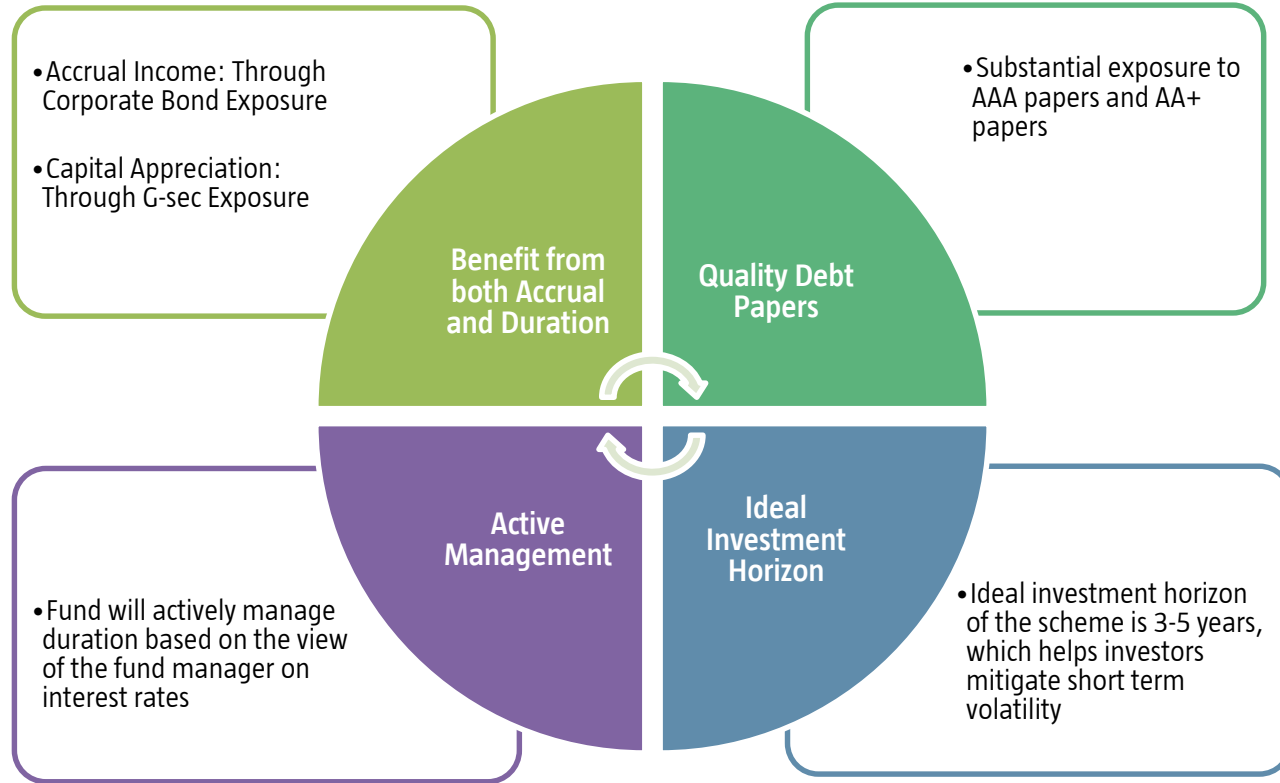 •Accrual Income: Through
Corporate Bond Exposure
•Capital Appreciation:
Through G-sec Exposure
•Substantial exposure to
AAA papers and AA+
papers
Benefit from
both Accrual
and Duration
Quality Debt
Papers
Active
Management
Ideal
Investment
Horizon
•Fund will actively manage
duration based on the view
of the fund manager on
interest rates
•Ideal investment horizon
of the scheme is 3-5 years,
which helps investors
mitigate short term
volatility